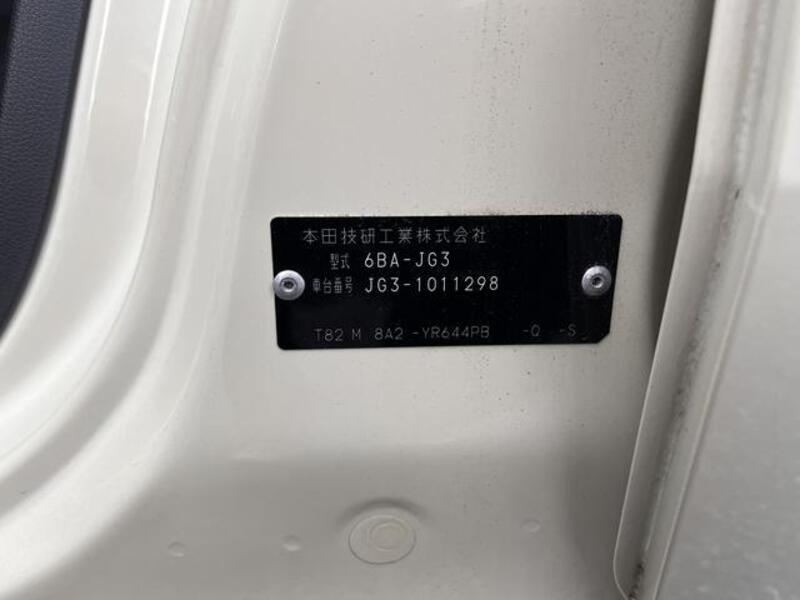 本田技研工業株式会社
型式 6BA-JG3
車台番号 JG3-1011298
T82 M 8A2 -YR644PB -Q -S